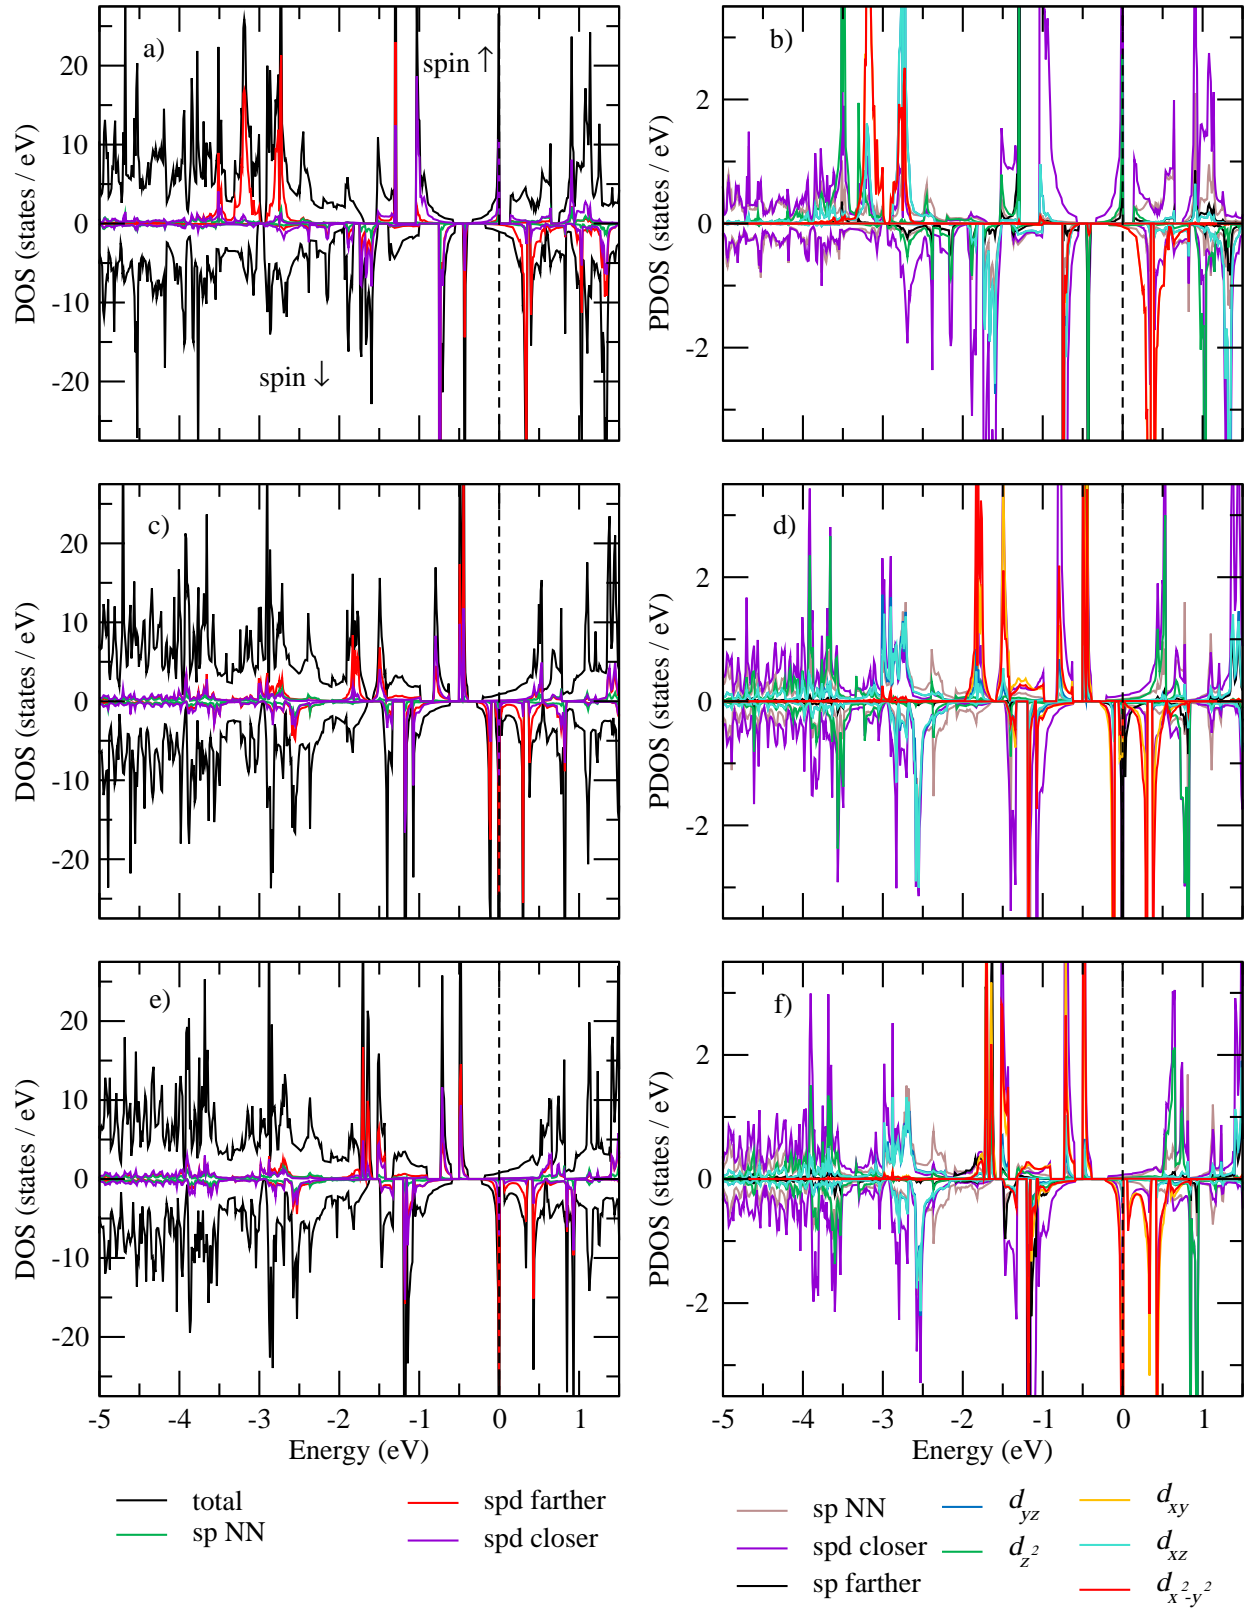 a)
spin ↑
spin ↓
20
10
0
-10
-20
DOS (states / eV)
b)
2
0
-2
PDOS (states / eV)
c)
20
10
0
-10
-20
DOS (states / eV)
d)
2
0
-2
PDOS (states / eV)
e)
20
10
0
-10
-20
DOS (states / eV)
-5 -4 -3 -2 -1 0 1
Energy (eV)
f)
2
0
-2
PDOS (states / eV)
-5 -4 -3 -2 -1 0 1
Energy (eV)
total
sp NN
spd farther
spd closer
sp NN
spd closer
sp farther
d_yz
d_z²
d_xy
d_xz
d_x²-y²